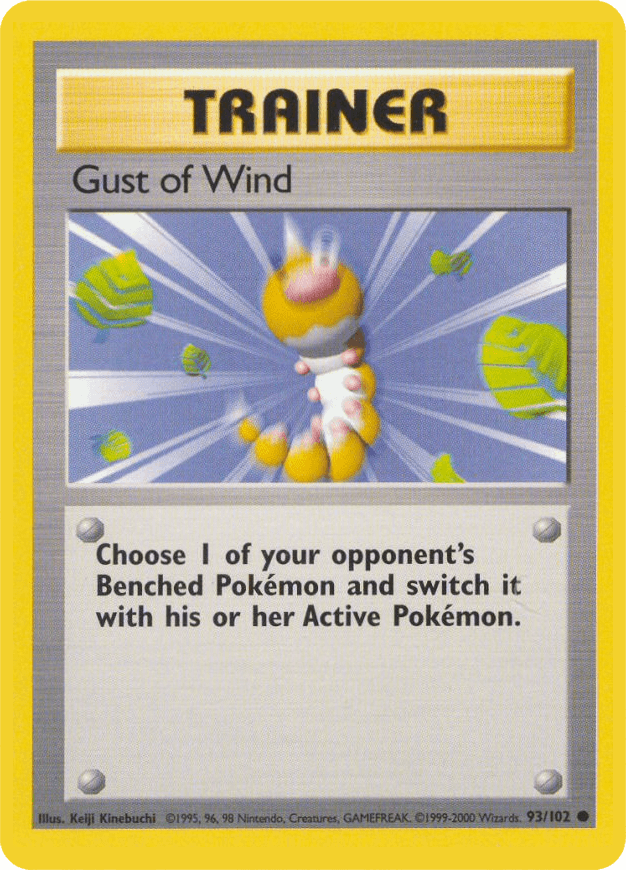 TRAINER
Gust of Wind
Choose 1 of your opponent's
Benched Pokémon and switch it
with his or her Active Pokémon.
Illus. Keiji Kinebuchi ©1995, 96, 98 Nintendo, Creatures, GAMEFREAK. ©1999-2000 Wizards. 93/102 ●